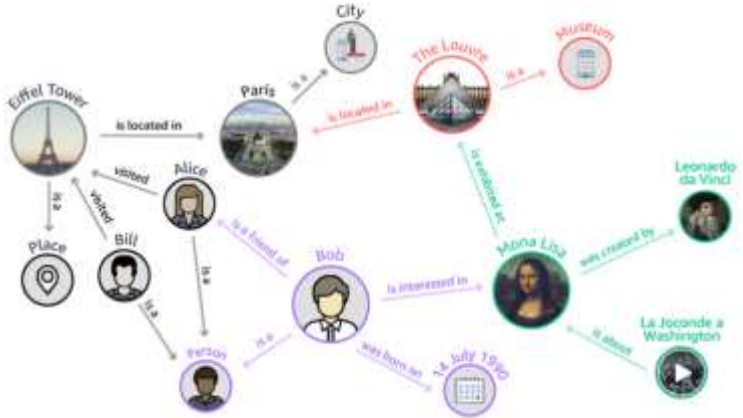 City
The Louvre
Museum
is a
is a
Eiffel Tower
Paris
is located in
is located in
Alice
visited
is exhibited at
Leonardo
da Vinci
is a
visited
Place
Bill
is a friend of
Bob
Mona Lisa
was created by
is a
is interested in
is a
La Joconde a
Washington
is about
Person
is a
was born on
14 July 1990